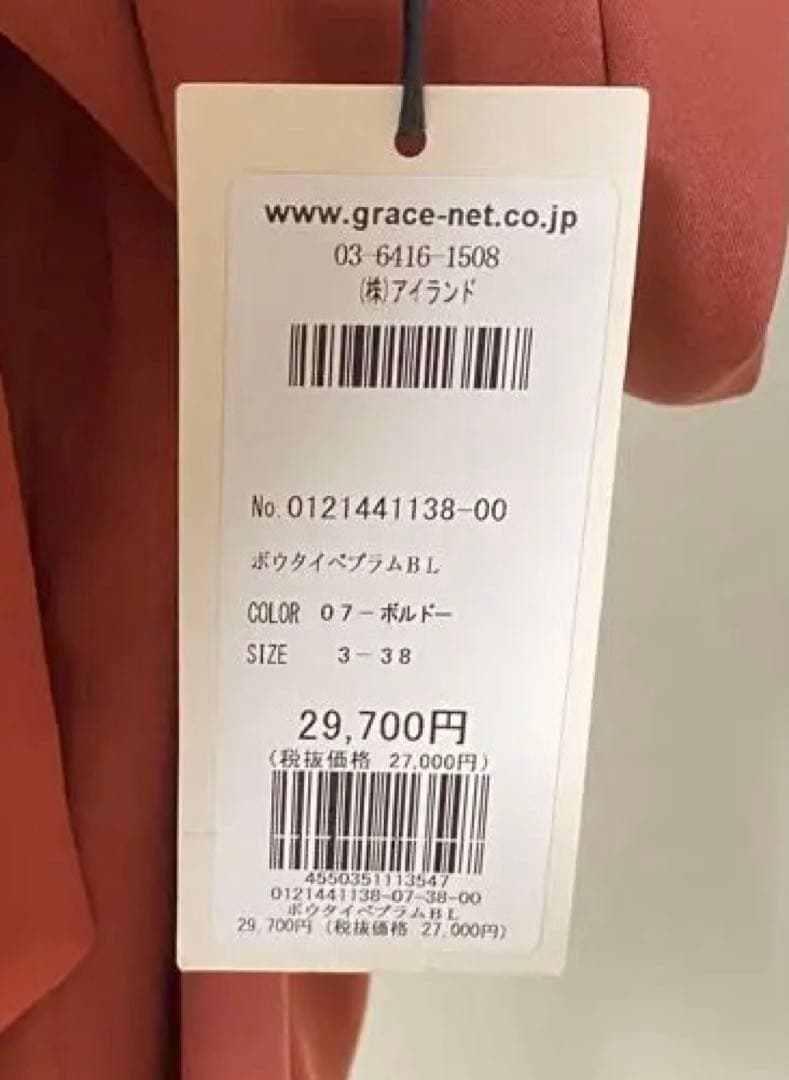 www.grace-net.co.jp
03-6416-1508
(株)アイランド
No.0121441138-00
ボウタイペプラムBL
COLOR 07-ボルドー
SIZE 3-38
29,700円
(税抜価格 27,000円)
4550351113547
0121441138-07-38-00
ボウタイペプラムBL
29,700円 (税抜価格 27,000円)